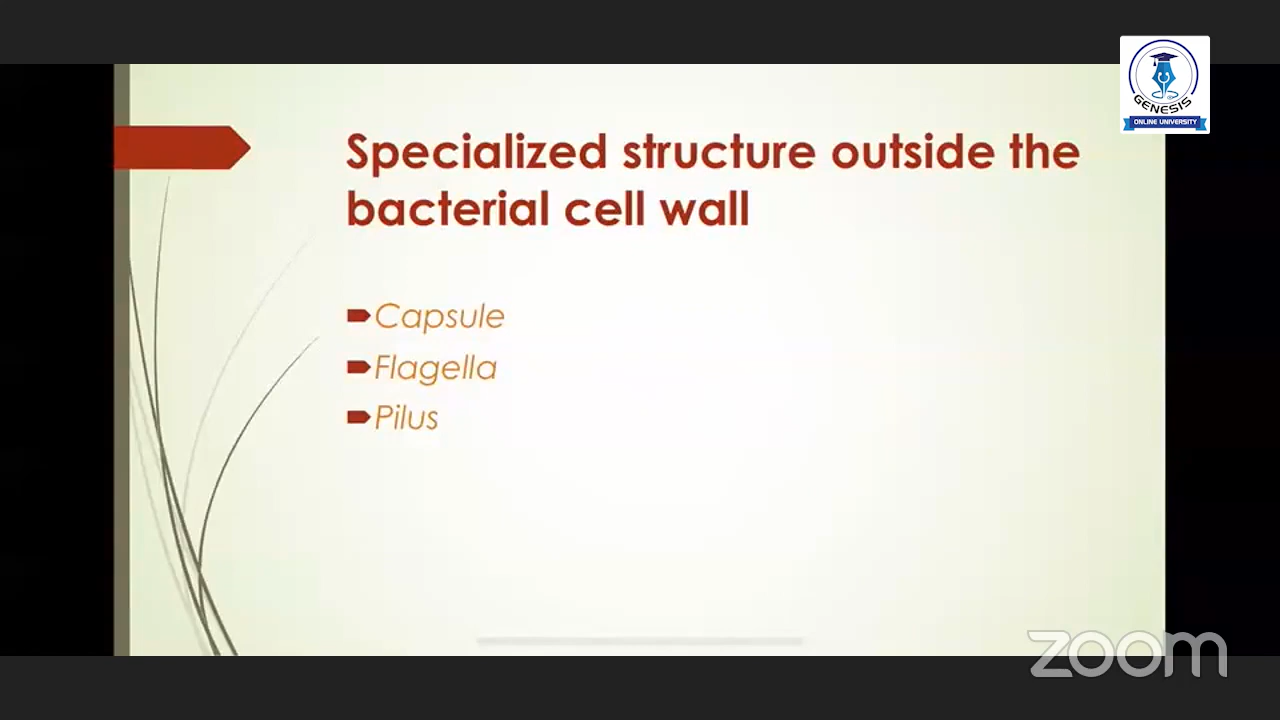 GENESIS
ONLINE UNIVERSITY
Specialized structure outside the
bacterial cell wall
Capsule
Flagella
Pilus
zoom